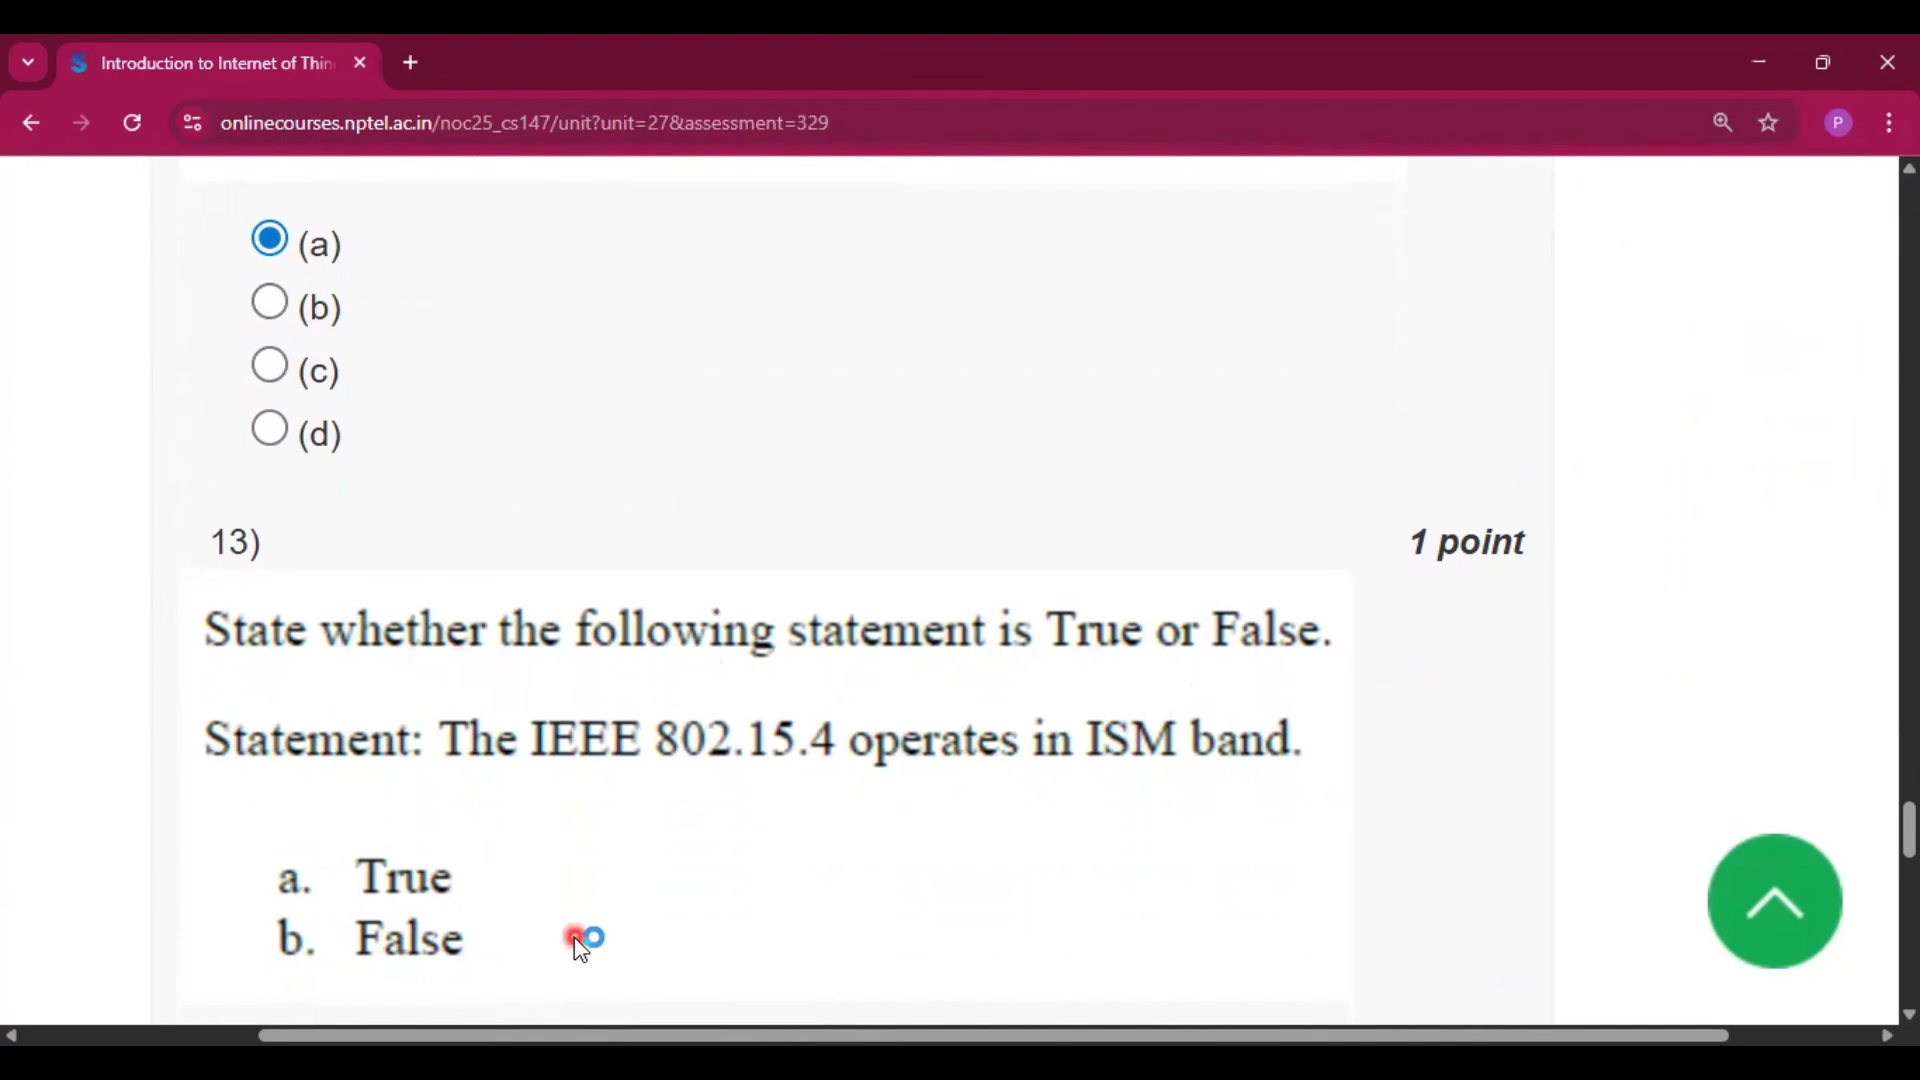 Introduction to Internet of Thin
onlinecourses.nptel.ac.in/noc25_cs147/unit?unit=27&assessment=329
P
(a)
(b)
(c)
(d)
13)
1 point
State whether the following statement is True or False.
Statement: The IEEE 802.15.4 operates in ISM band.
a. True
b. False